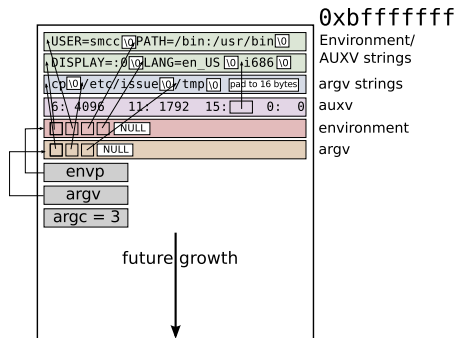 0xbfffffff
USER=smcc\0PATH=/bin:/usr/bin\0
Environment/
AUXV strings
DISPLAY=:0\0LANG=en_US\0i686\0
cp\0/etc/issue\0/tmp\0 pad to 16 bytes
argv strings
6: 4096 11: 1792 15: 0: 0
auxv
NULL
environment
NULL
argv
envp
argv
argc = 3
future growth